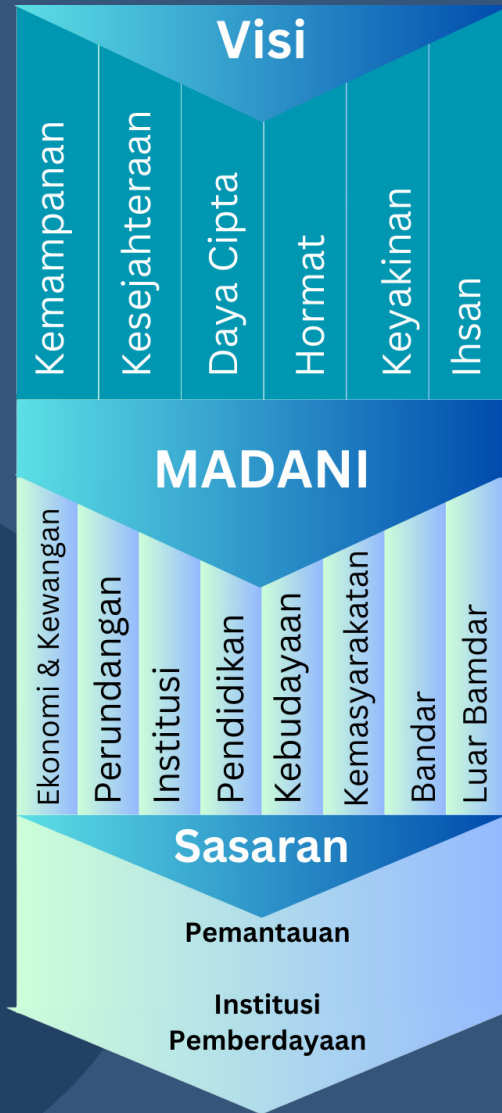 Visi
Kemampanan
Kesejahteraan
Daya Cipta
Hormat
Keyakinan
Ihsan
MADANI
Ekonomi & Kewangan
Perundangan
Institusi
Pendidikan
Kebudayaan
Kemasyarakatan
Bandar
Luar Bamdar
Sasaran
Pemantauan
Institusi
Pemberdayaan